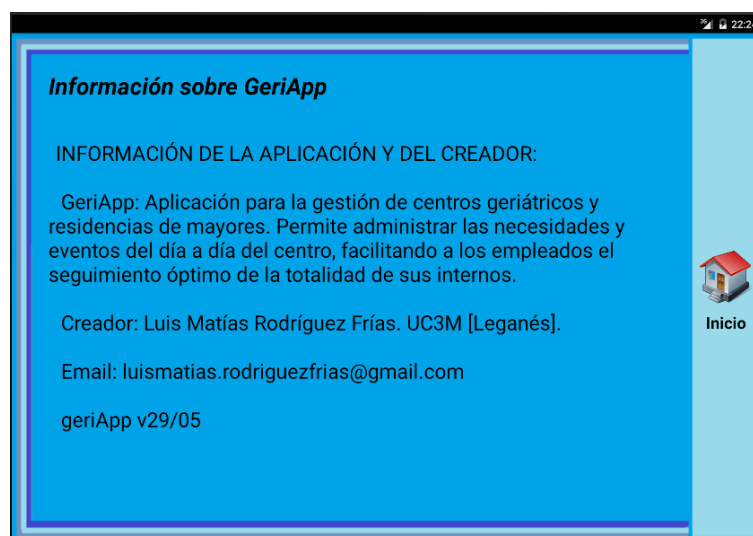 3G 22:24
Información sobre GeriApp
INFORMACIÓN DE LA APLICACIÓN Y DEL CREADOR:
GeriApp: Aplicación para la gestión de centros geriátricos y
residencias de mayores. Permite administrar las necesidades y
eventos del día a día del centro, facilitando a los empleados el
seguimiento óptimo de la totalidad de sus internos.
Creador: Luis Matías Rodríguez Frías. UC3M [Leganés].
Email: luismatias.rodriguezfrias@gmail.com
geriApp v29/05
Inicio